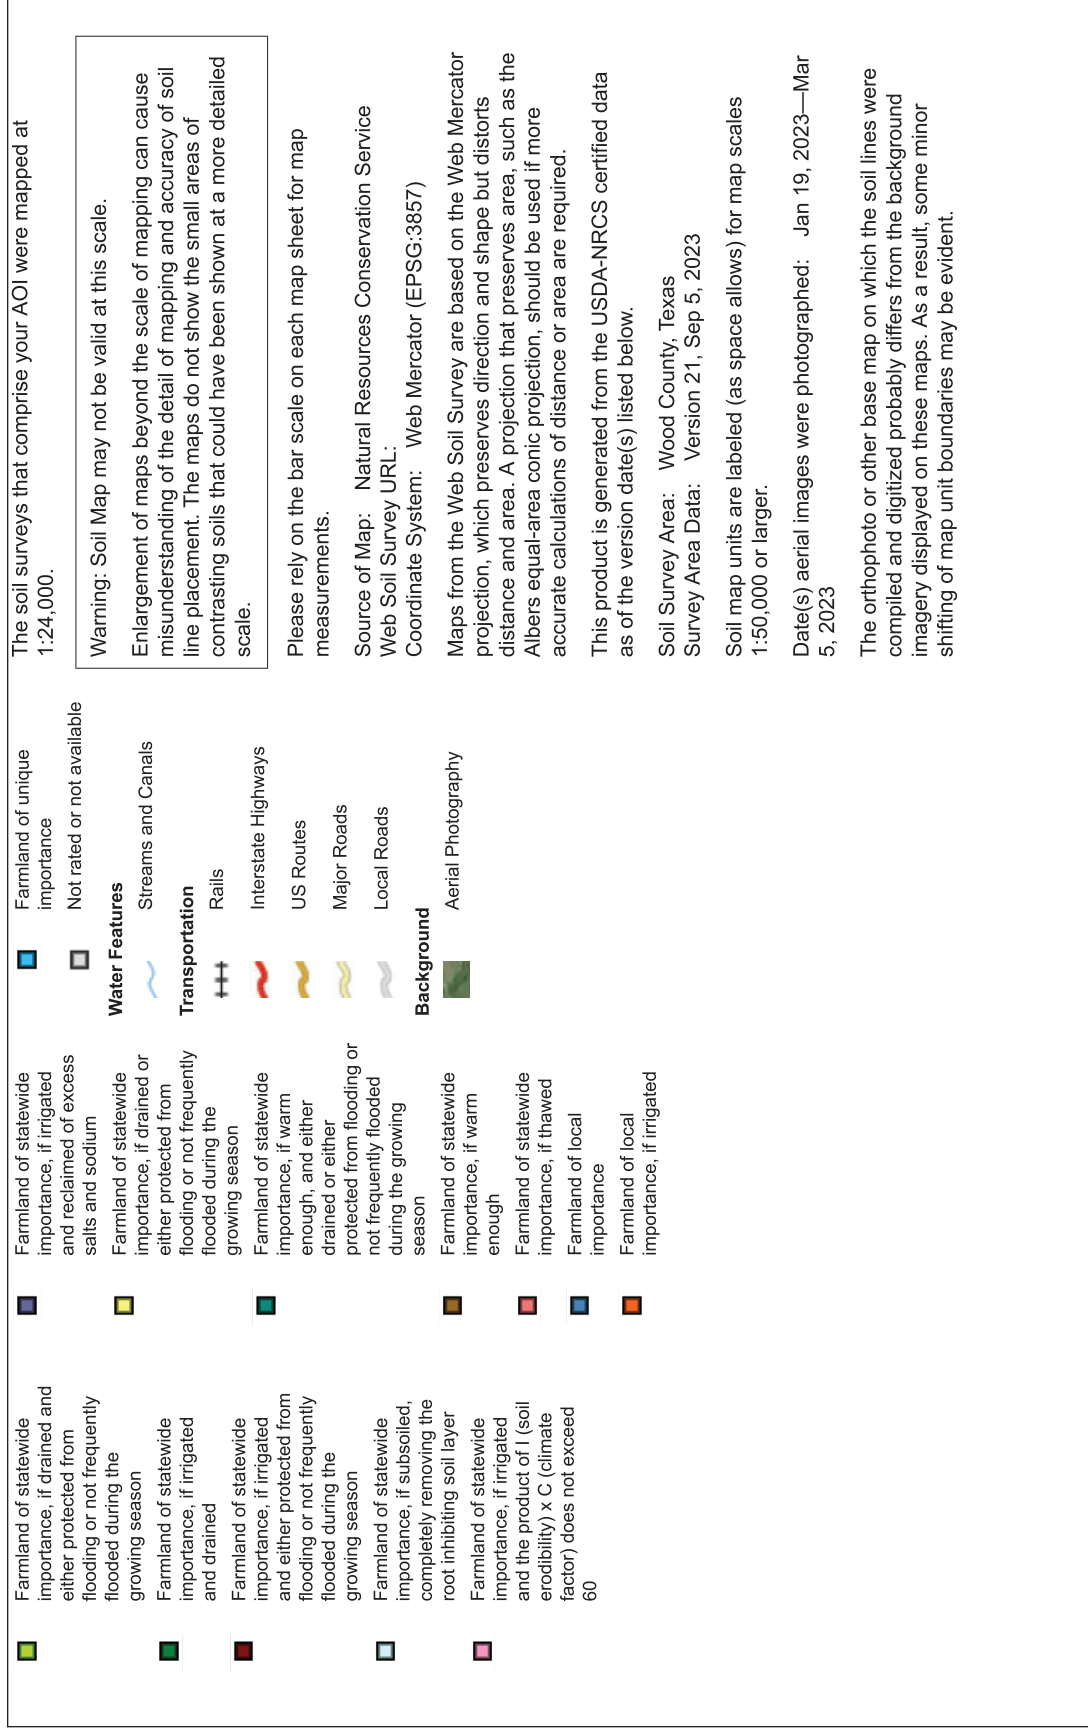 Farmland of statewide
importance, if drained and
either protected from
flooding or not frequently
flooded during the
growing season
Farmland of statewide
importance, if irrigated
and drained
Farmland of statewide
importance, if irrigated
and either protected from
flooding or not frequently
flooded during the
growing season
Farmland of statewide
importance, if subsoiled,
completely removing the
root inhibiting soil layer
Farmland of statewide
importance, if irrigated
and the product of I (soil
erodibility) x C (climate
factor) does not exceed
60
Farmland of statewide
importance, if irrigated
and reclaimed of excess
salts and sodium
Farmland of statewide
importance, if drained or
either protected from
flooding or not frequently
flooded during the
growing season
Farmland of statewide
importance, if warm
enough, and either
drained or either
protected from flooding or
not frequently flooded
during the growing
season
Farmland of statewide
importance, if warm
enough
Farmland of statewide
importance, if thawed
Farmland of local
importance
Farmland of local
importance, if irrigated
Farmland of unique
importance
Not rated or not available
Water Features
Streams and Canals
Transportation
Rails
Interstate Highways
US Routes
Major Roads
Local Roads
Background
Aerial Photography
The soil surveys that comprise your AOI were mapped at
1:24,000.
Warning: Soil Map may not be valid at this scale.
Enlargement of maps beyond the scale of mapping can cause
misunderstanding of the detail of mapping and accuracy of soil
line placement. The maps do not show the small areas of
contrasting soils that could have been shown at a more detailed
scale.
Please rely on the bar scale on each map sheet for map
measurements.
Source of Map: Natural Resources Conservation Service
Web Soil Survey URL:
Coordinate System: Web Mercator (EPSG:3857)
Maps from the Web Soil Survey are based on the Web Mercator
projection, which preserves direction and shape but distorts
distance and area. A projection that preserves area, such as the
Albers equal-area conic projection, should be used if more
accurate calculations of distance or area are required.
This product is generated from the USDA-NRCS certified data
as of the version date(s) listed below.
Soil Survey Area: Wood County, Texas
Survey Area Data: Version 21, Sep 5, 2023
Soil map units are labeled (as space allows) for map scales
1:50,000 or larger.
Date(s) aerial images were photographed: Jan 19, 2023—Mar
5, 2023
The orthophoto or other base map on which the soil lines were
compiled and digitized probably differs from the background
imagery displayed on these maps. As a result, some minor
shifting of map unit boundaries may be evident.